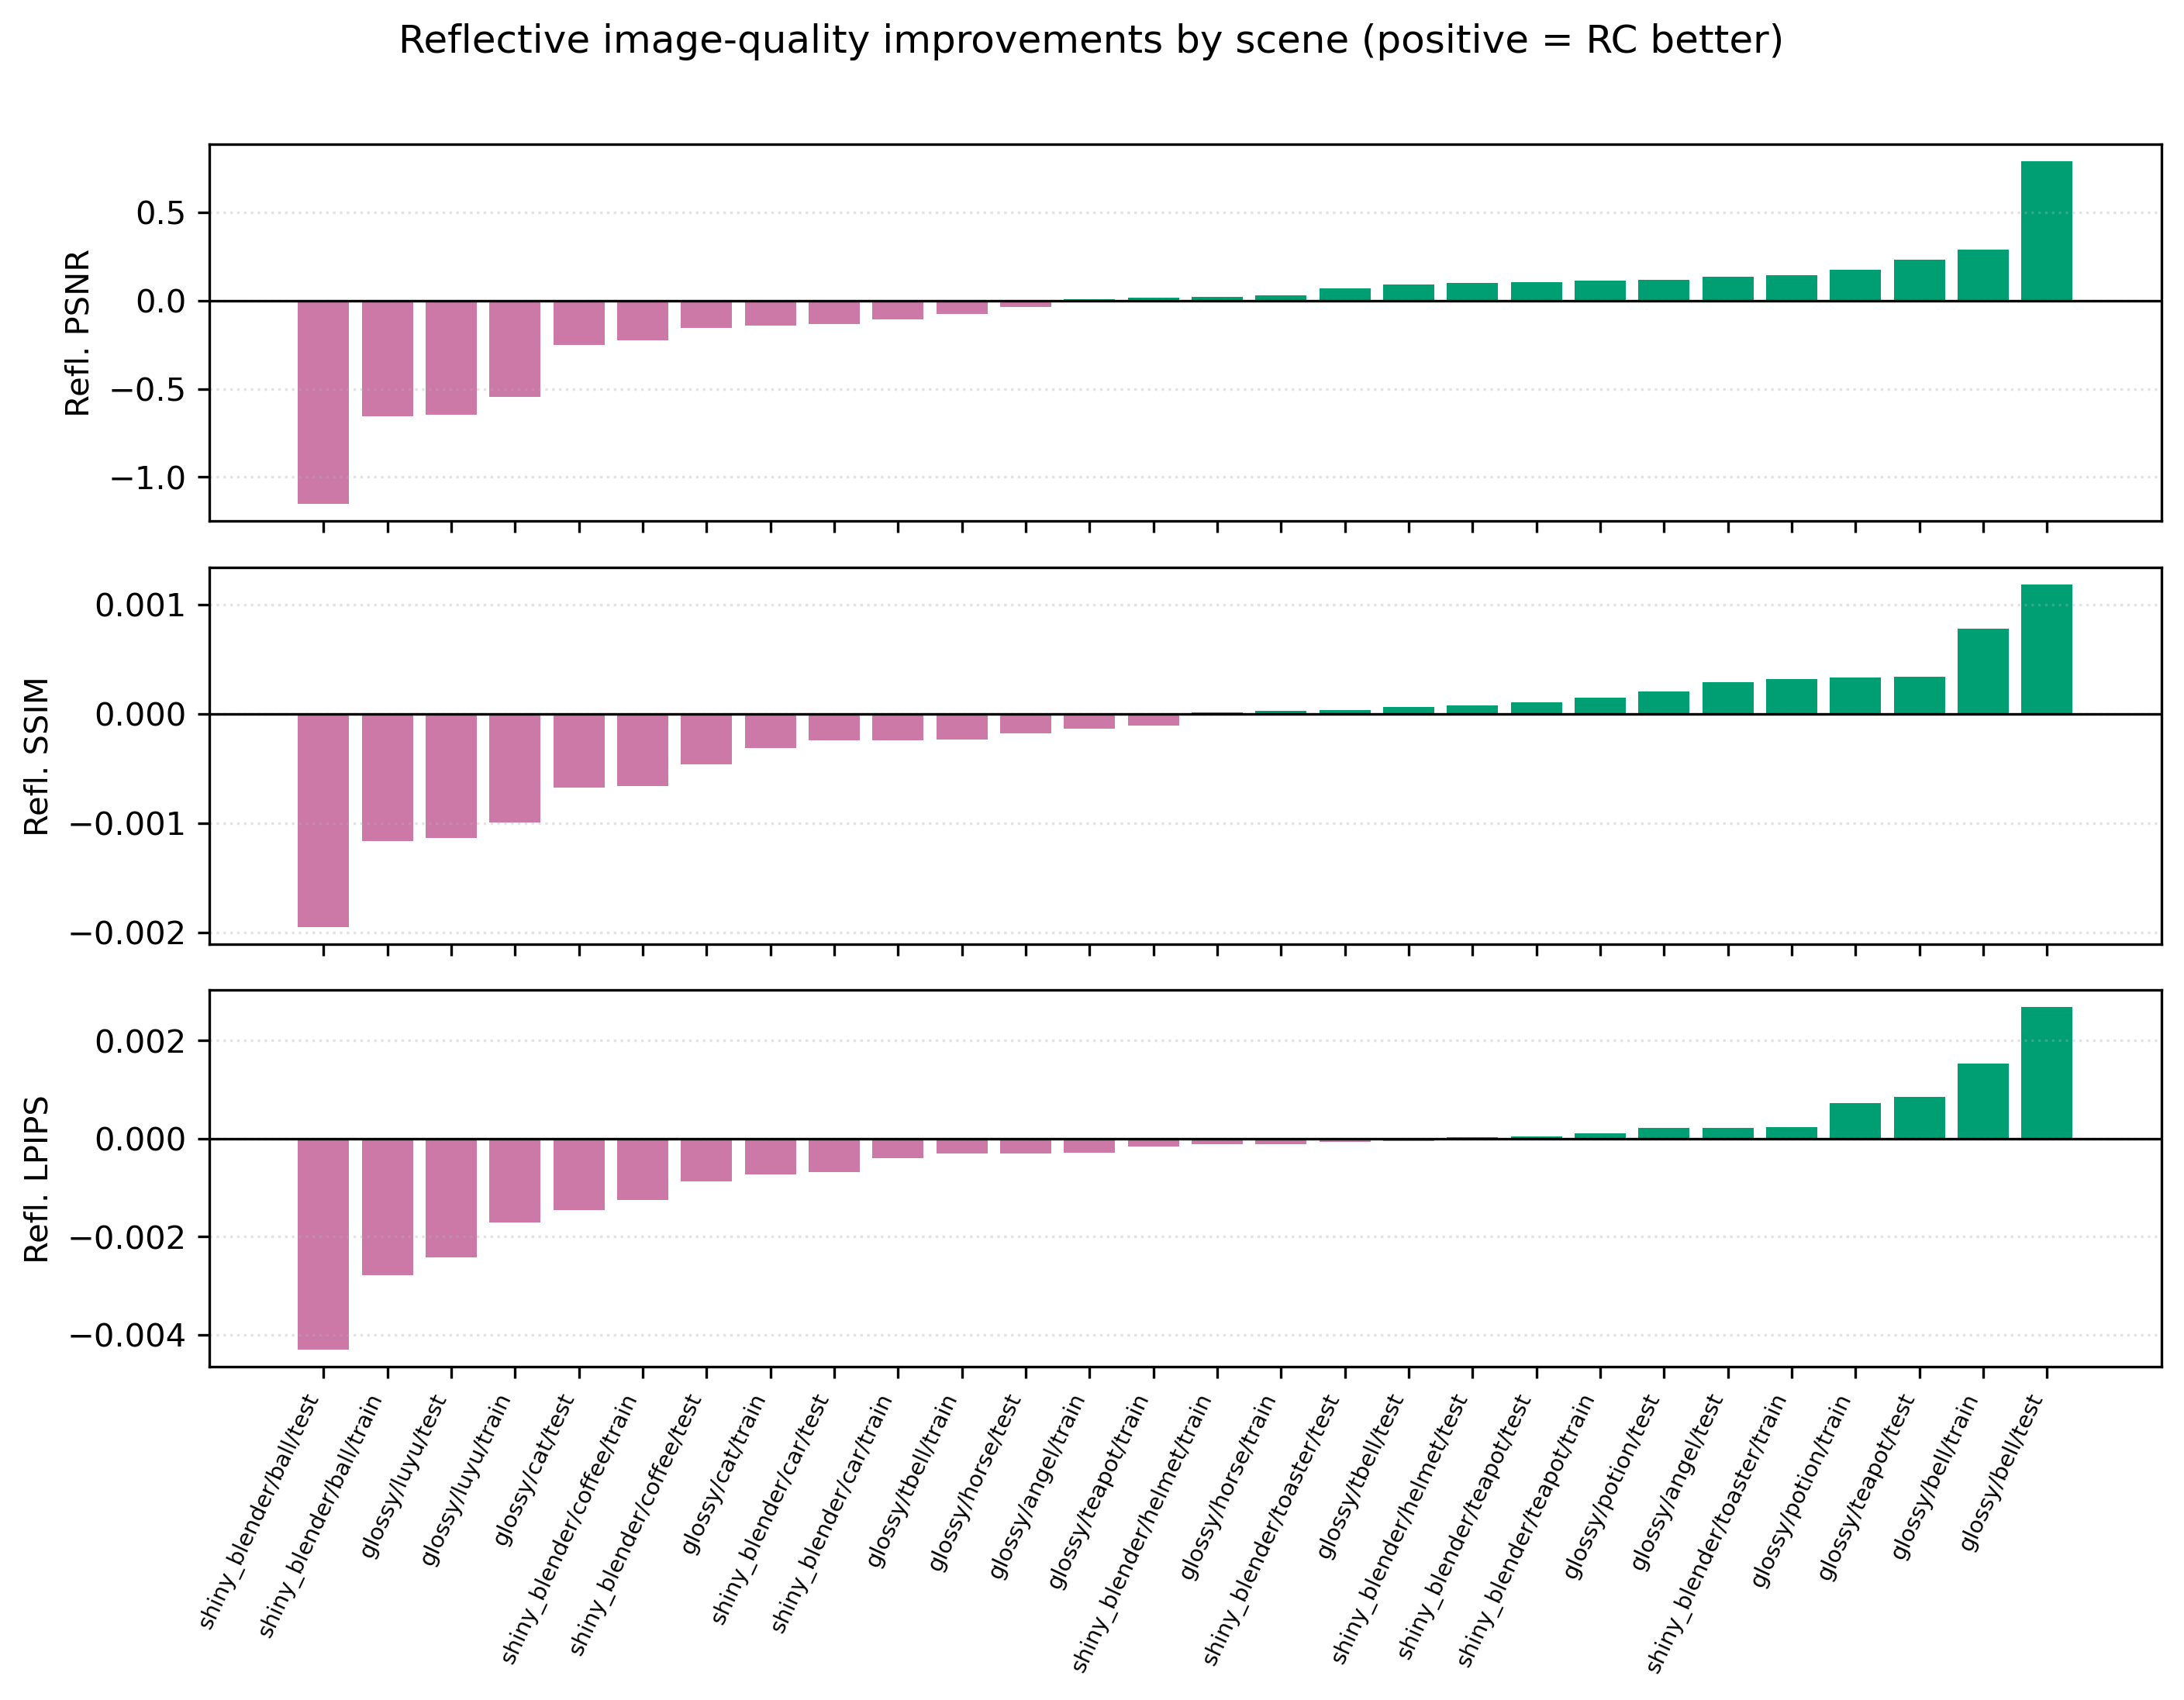 Reflective image-quality improvements by scene (positive = RC better)
Refl. PSNR
0.5
0.0
−0.5
−1.0
Refl. SSIM
0.001
0.000
−0.001
−0.002
Refl. LPIPS
0.002
0.000
−0.002
−0.004
shiny_blender/ball/test
shiny_blender/ball/train
glossy/luyu/test
glossy/luyu/train
glossy/cat/test
shiny_blender/coffee/train
shiny_blender/coffee/test
glossy/cat/train
shiny_blender/car/test
shiny_blender/car/train
glossy/tbell/train
glossy/horse/test
glossy/angel/train
glossy/teapot/train
shiny_blender/helmet/train
glossy/horse/train
shiny_blender/toaster/test
glossy/tbell/test
shiny_blender/helmet/test
shiny_blender/teapot/test
shiny_blender/teapot/train
glossy/potion/test
glossy/angel/test
shiny_blender/toaster/train
glossy/potion/train
glossy/teapot/test
glossy/bell/train
glossy/bell/test